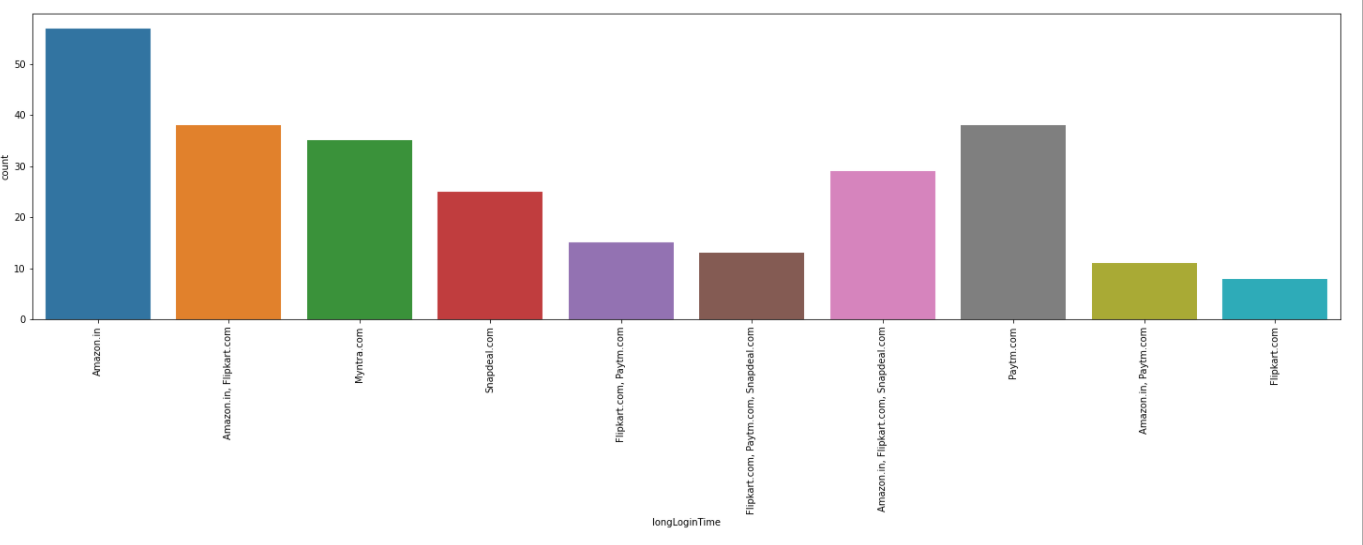 50
40
30
20
10
0
count
Amazon.in
Amazon.in, Flipkart.com
Myntra.com
Snapdeal.com
Flipkart.com, Paytm.com
Flipkart.com, Paytm.com, Snapdeal.com
Amazon.in, Flipkart.com, Snapdeal.com
Paytm.com
Amazon.in, Paytm.com
Flipkart.com
longLoginTime